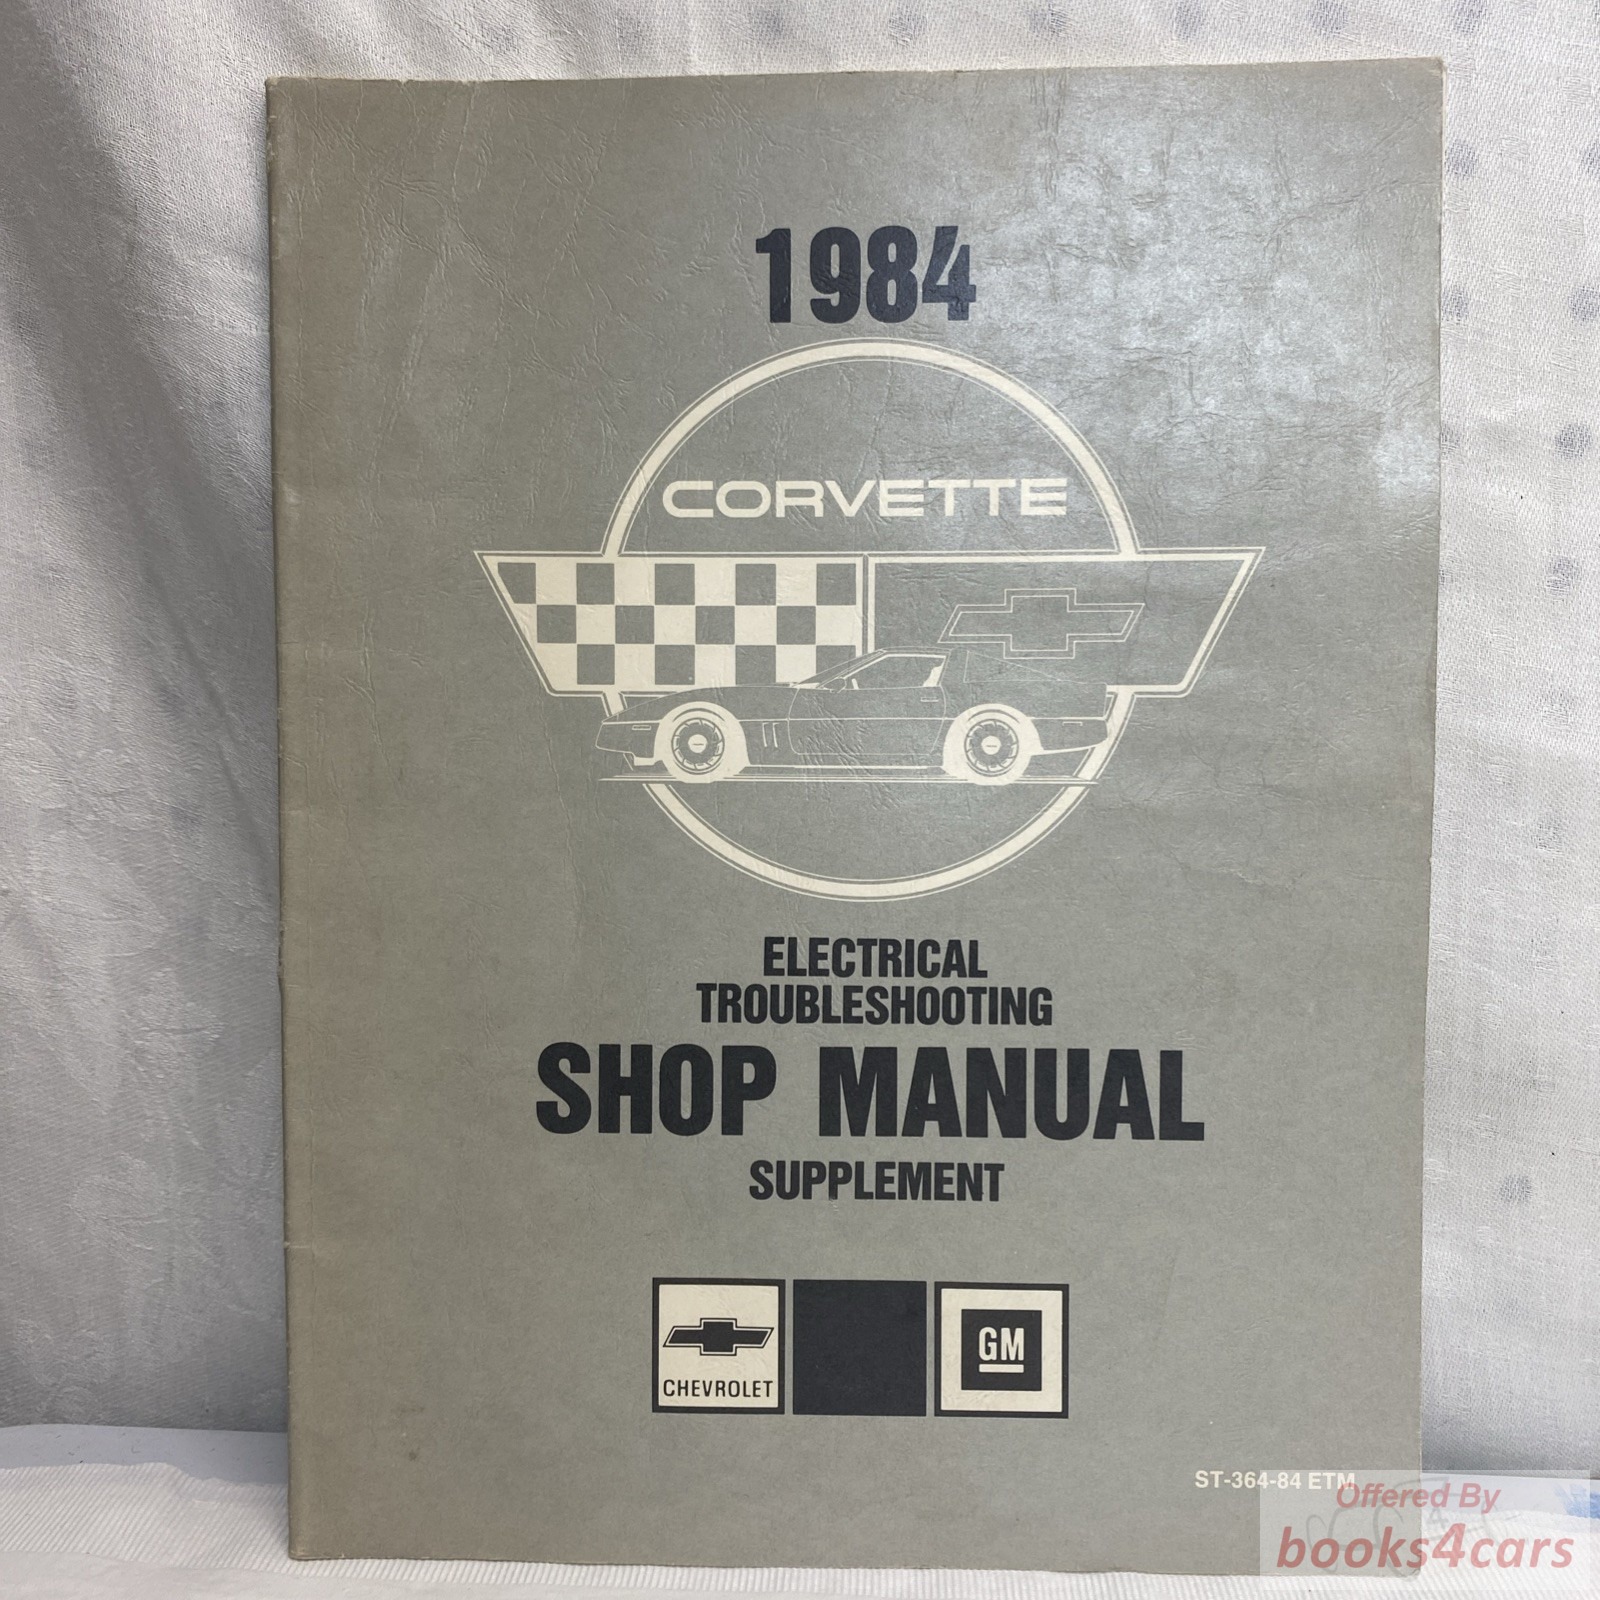 1984
CORVETTE
ELECTRICAL
TROUBLESHOOTING
SHOP MANUAL
SUPPLEMENT
CHEVROLET
GM
ST-364-84 ETM
Offered By
books4cars